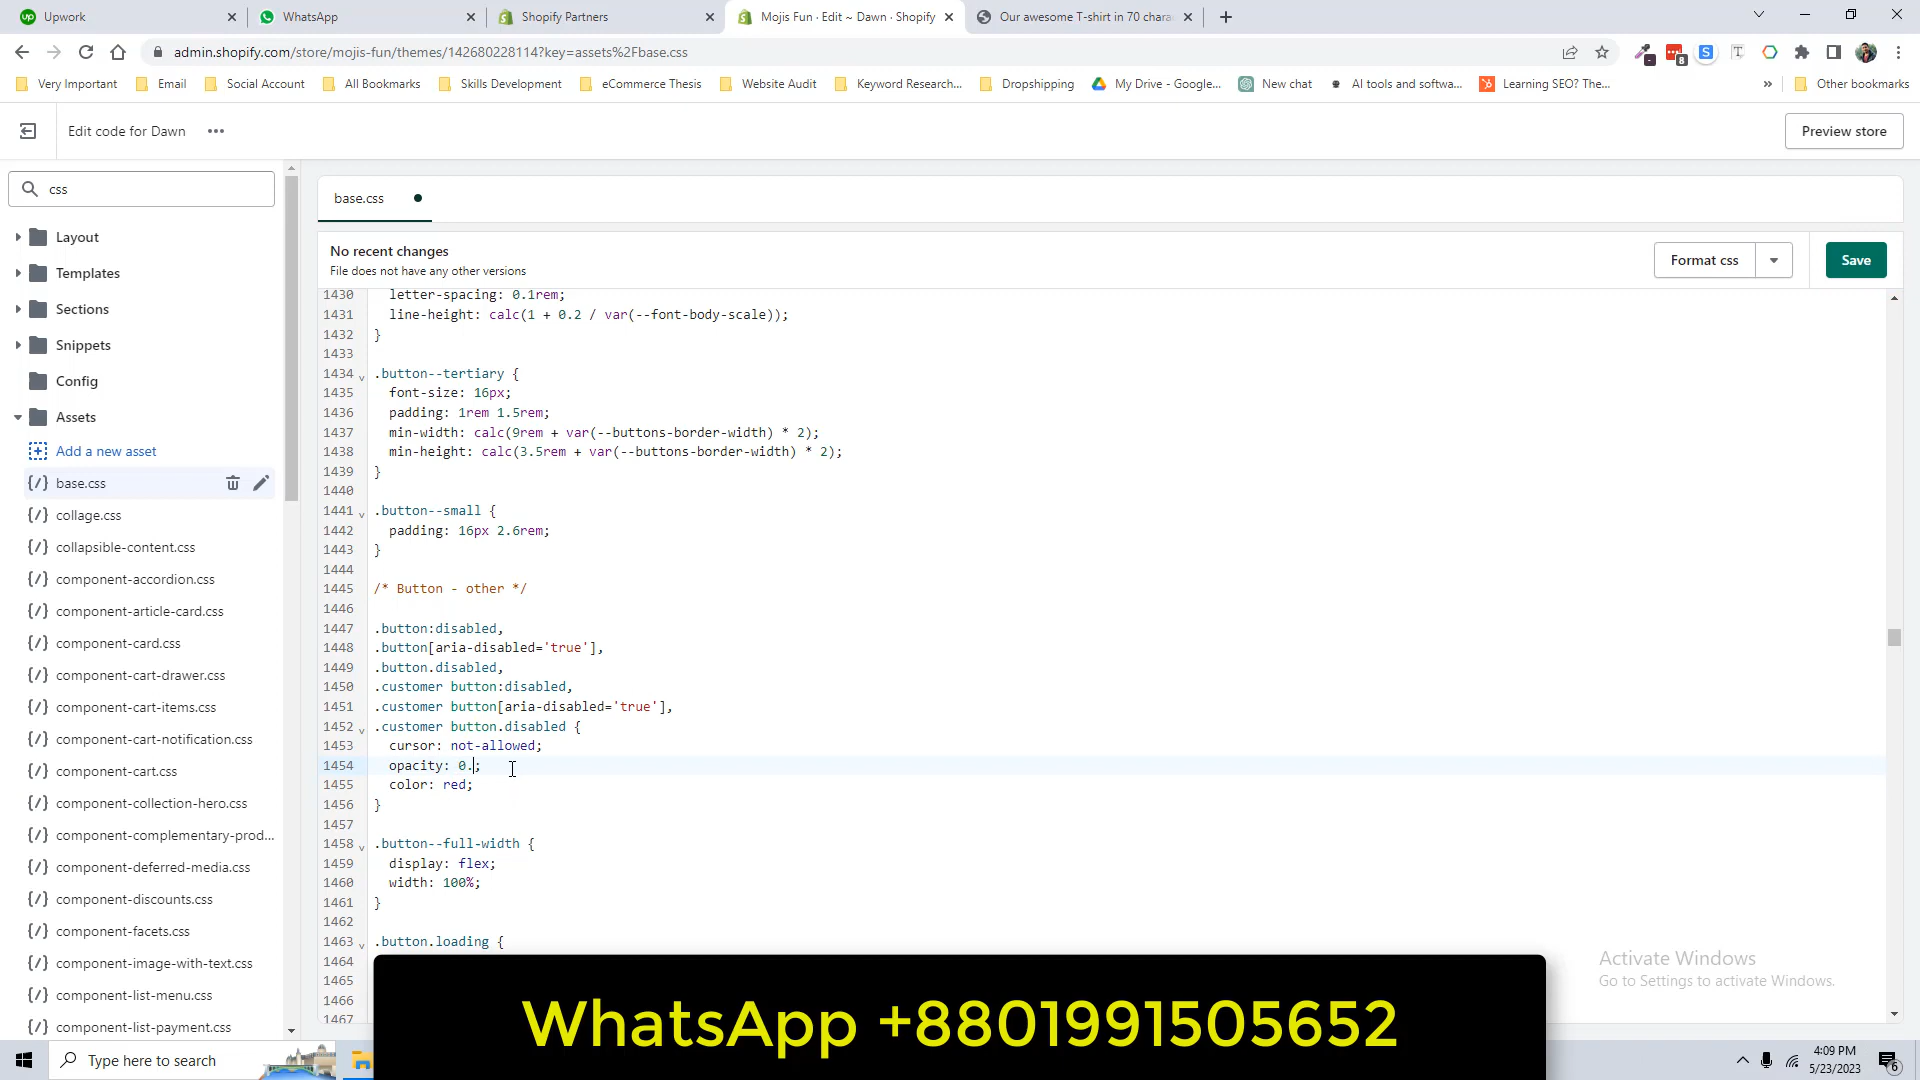 Upwork
WhatsApp
Shopify Partners
Mojis Fun · Edit ~ Dawn · Shopify
Our awesome T-shirt in 70 chara
admin.shopify.com/store/mojis-fun/themes/142680228114?key=assets%2Fbase.css
8
Very Important
Email
Social Account
All Bookmarks
Skills Development
eCommerce Thesis
Website Audit
Keyword Research...
Dropshipping
My Drive - Google...
New chat
AI tools and softwa...
Learning SEO? The...
»
Other bookmarks
Edit code for Dawn
Preview store
css
Layout
Templates
Sections
Snippets
Config
Assets
Add a new asset
base.css
collage.css
collapsible-content.css
component-accordion.css
component-article-card.css
component-card.css
component-cart-drawer.css
component-cart-items.css
component-cart-notification.css
component-cart.css
component-collection-hero.css
component-complementary-prod...
component-deferred-media.css
component-discounts.css
component-facets.css
component-image-with-text.css
component-list-menu.css
component-list-payment.css
base.css
No recent changes
File does not have any other versions
Format css
Save
1430 letter-spacing: 0.1rem;
1431 line-height: calc(1 + 0.2 / var(--font-body-scale));
1432 }
1433
1434 .button--tertiary {
1435 font-size: 16px;
1436 padding: 1rem 1.5rem;
1437 min-width: calc(9rem + var(--buttons-border-width) * 2);
1438 min-height: calc(3.5rem + var(--buttons-border-width) * 2);
1439 }
1440
1441 .button--small {
1442 padding: 16px 2.6rem;
1443 }
1444
1445 /* Button - other */
1446
1447 .button:disabled,
1448 .button[aria-disabled='true'],
1449 .button.disabled,
1450 .customer button:disabled,
1451 .customer button[aria-disabled='true'],
1452 .customer button.disabled {
1453 cursor: not-allowed;
1454 opacity: 0.;
1455 color: red;
1456 }
1457
1458 .button--full-width {
1459 display: flex;
1460 width: 100%;
1461 }
1462
1463 .button.loading {
1464
1465
1466
1467
Activate Windows
Go to Settings to activate Windows.
WhatsApp +8801991505652
Type here to search
4:09 PM
5/23/2023
6